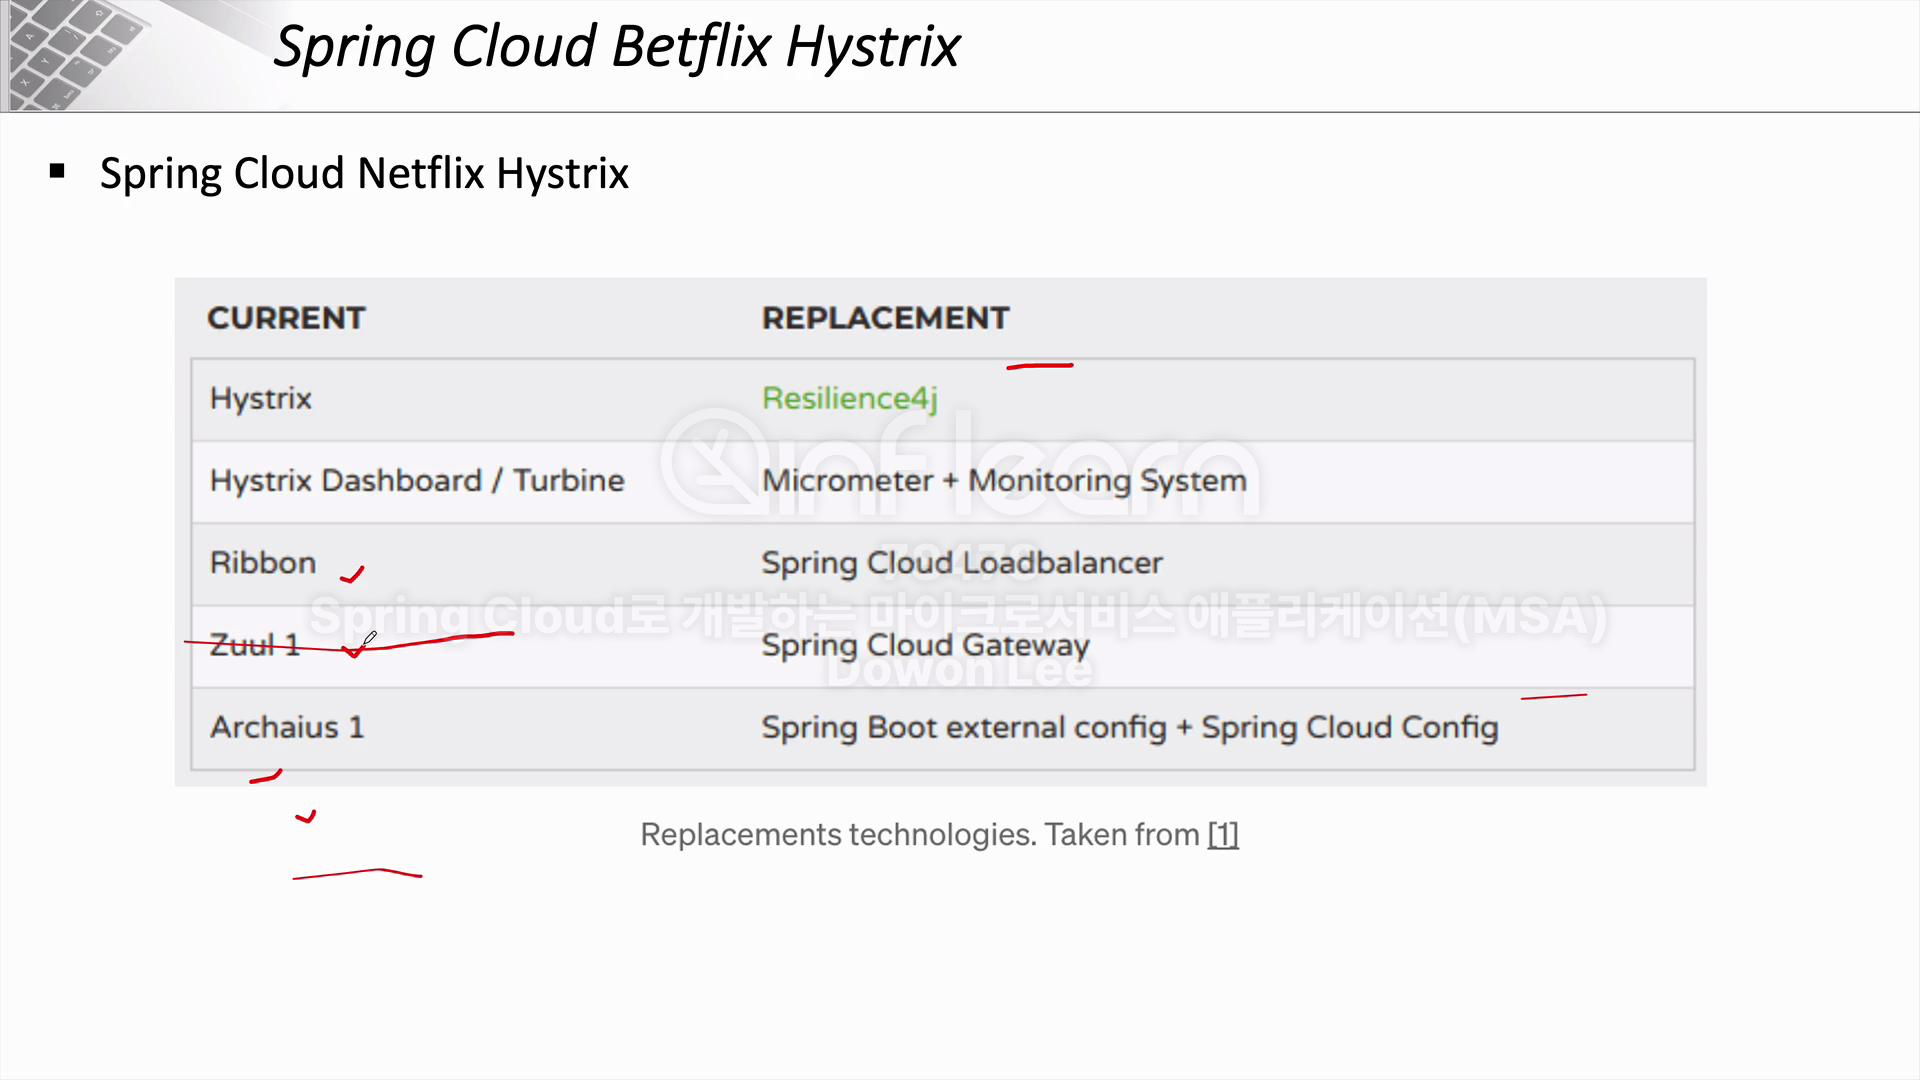 Spring Cloud Betflix Hystrix
▪ Spring Cloud Netflix Hystrix
CURRENT REPLACEMENT
Hystrix Resilience4j
Hystrix Dashboard / Turbine Micrometer + Monitoring System
Ribbon Spring Cloud Loadbalancer
Zuul 1 Spring Cloud Gateway
Archaius 1 Spring Boot external config + Spring Cloud Config
inflearn
78478
Spring Cloud로 개발하는 마이크로서비스 애플리케이션(MSA)
Dowon Lee
Replacements technologies. Taken from [1]